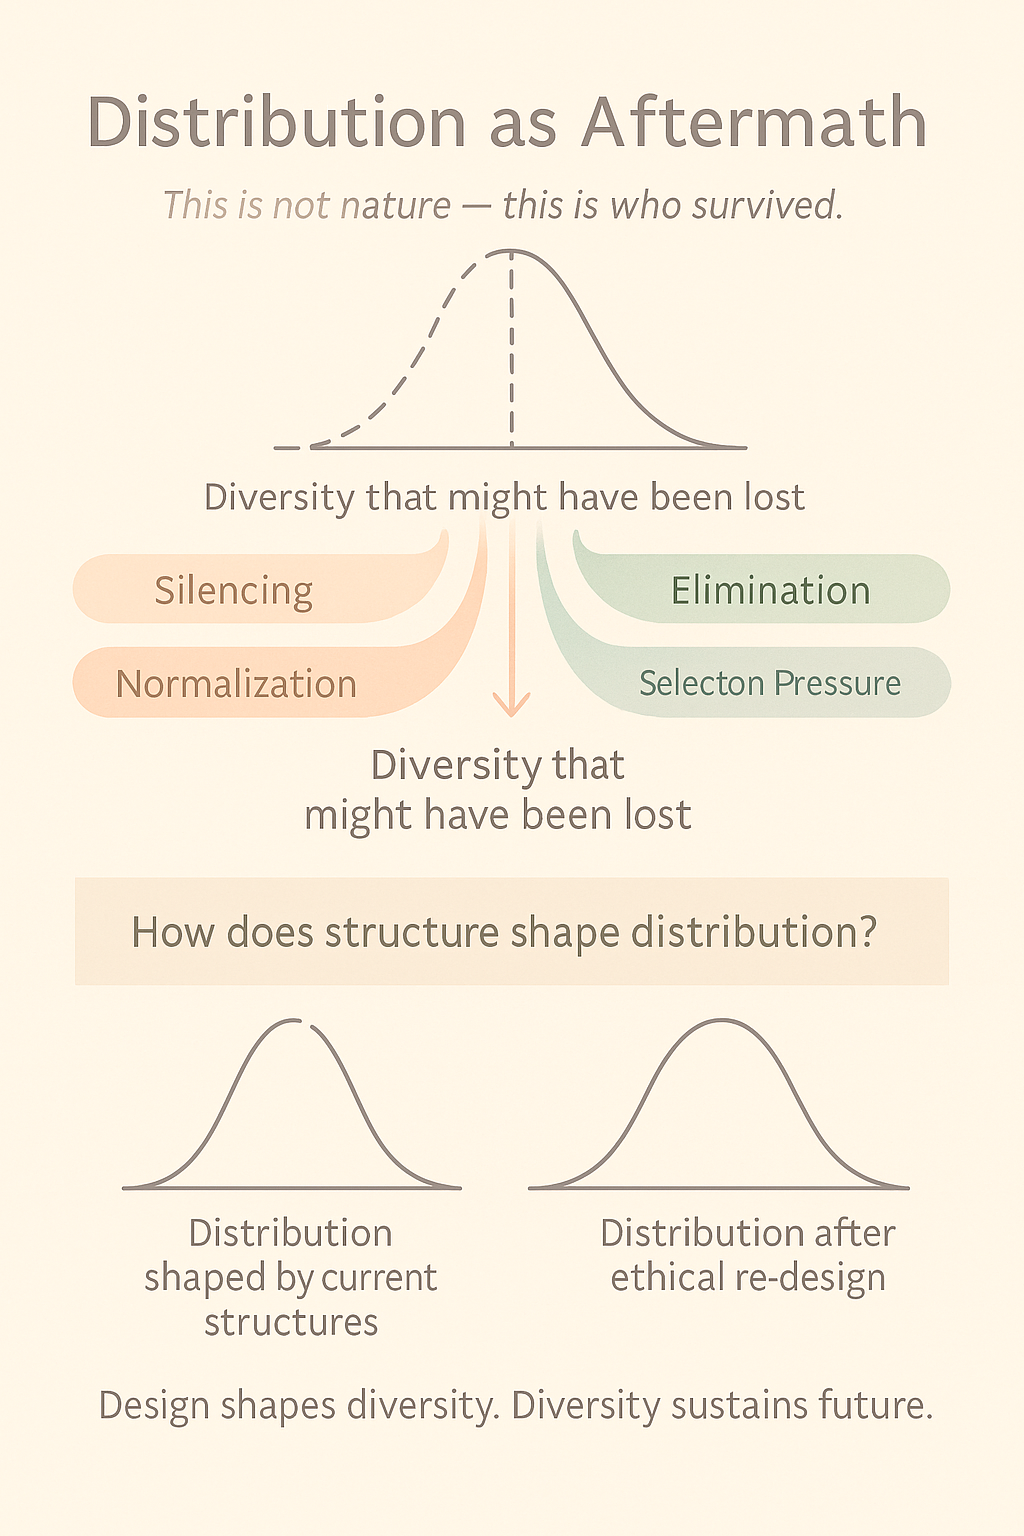 Distribution as Aftermath
This is not nature — this is who survived.
Diversity that might have been lost
Silencing
Elimination
Normalization
Selecton Pressure
Diversity that
might have been lost
How does structure shape distribution?
Distribution
shaped by current
structures
Distribution after
ethical re-design
Design shapes diversity. Diversity sustains future.